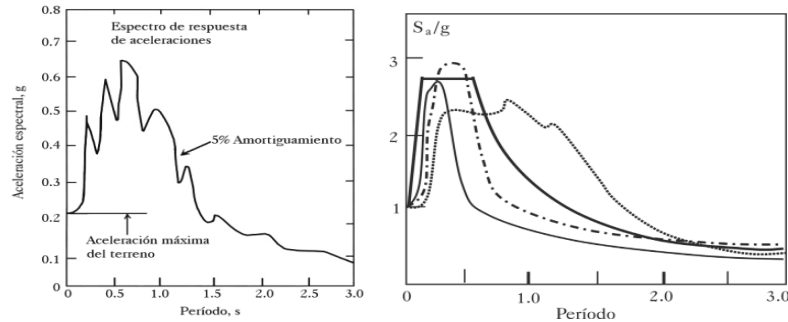 Espectro de respuesta
de aceleraciones
Aceleración espectral, g
0.8
0.7
0.6
0.5
0.4
0.3
0.2
0.1
0
5% Amortiguamiento
Aceleración máxima
del terreno
0
0.5
1.0
1.5
2.0
2.5
3.0
Período, s
Sa/g
3
2
1
0
1.0
2.0
3.0
Período